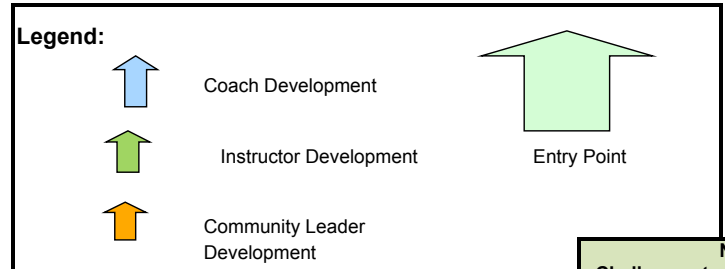 Legend:
Coach Development
Instructor Development
Entry Point
Community Leader
Development